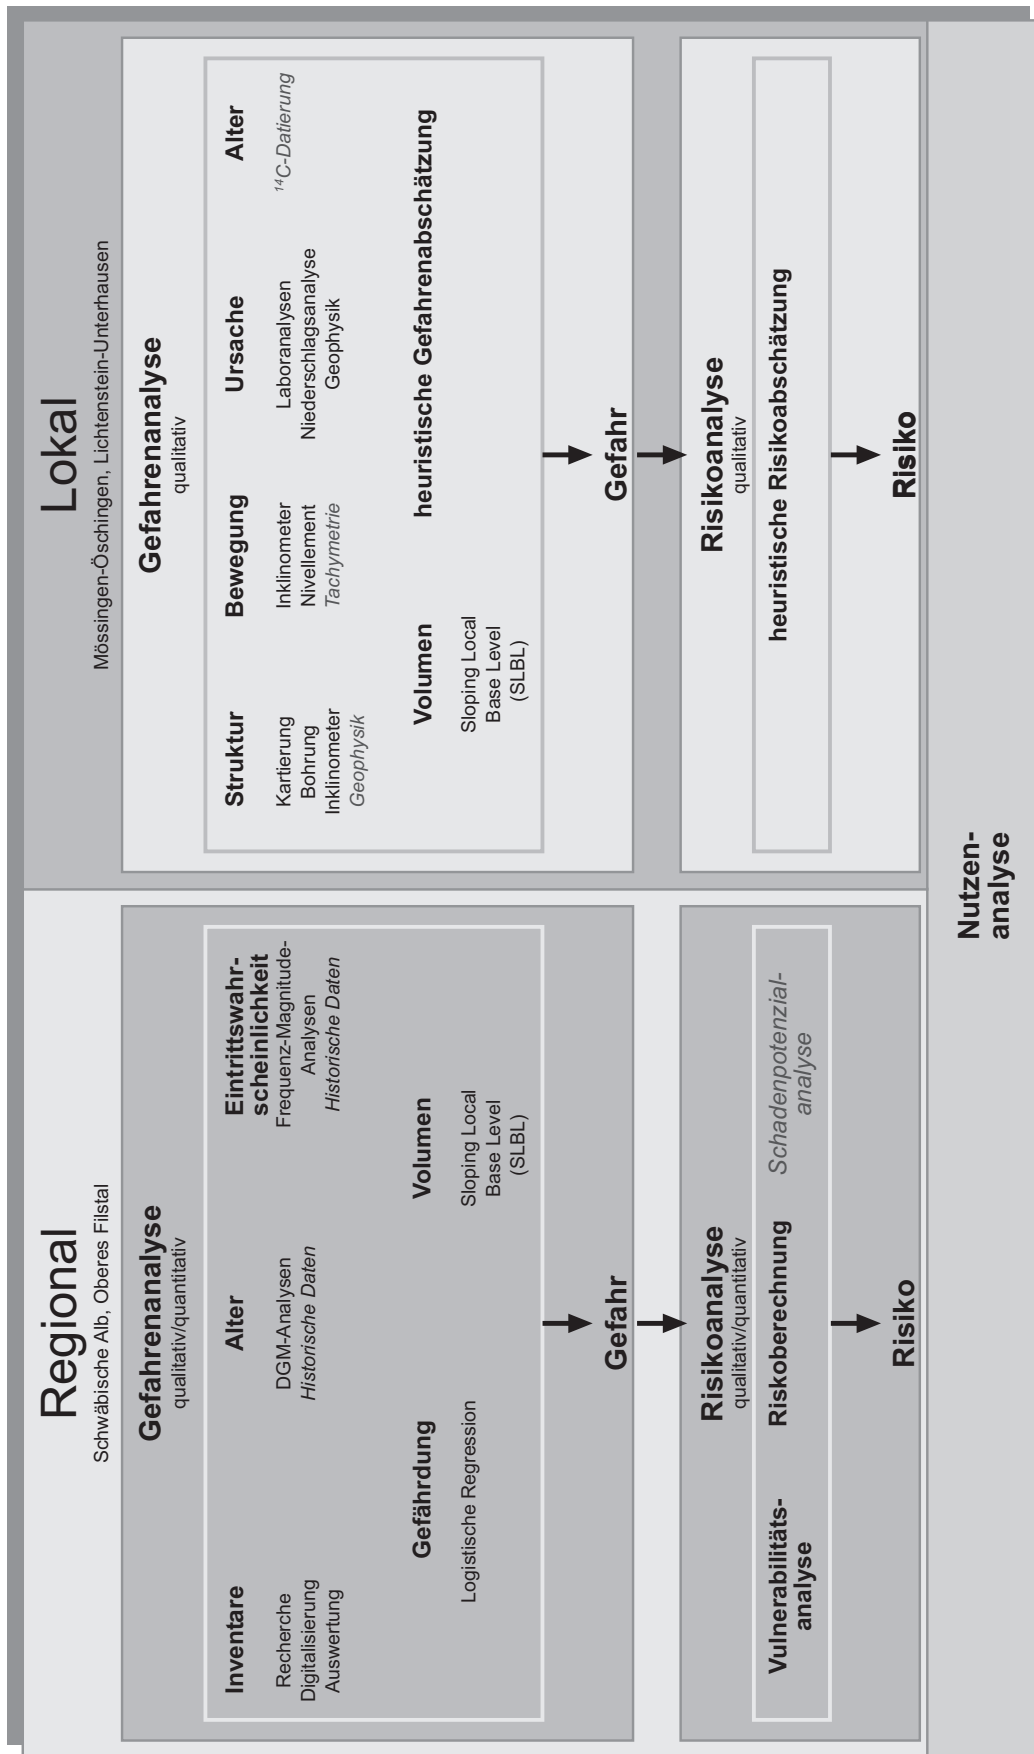 Regional
Schwäbische Alb, Oberes Filstal
Gefahrenanalyse
qualitativ/quantitativ
Inventare
Recherche
Digitalisierung
Auswertung
Alter
DGM-Analysen
Historische Daten
Eintrittswahr-
scheinlichkeit
Frequenz-Magnitude-
Analysen
Historische Daten
Gefährdung
Logistische Regression
Volumen
Sloping Local
Base Level
(SLBL)
Gefahr
Risikoanalyse
qualitativ/quantitativ
Vulnerabilitäts-
analyse
Riskoberechnung
Schadenpotenzial-
analyse
Risiko
Lokal
Mössingen-Öschingen, Lichtenstein-Unterhausen
Gefahrenanalyse
qualitativ
Struktur
Kartierung
Bohrung
Inklinometer
Geophysik
Bewegung
Inklinometer
Nivellement
Tachymetrie
Ursache
Laboranalysen
Niederschlagsanalyse
Geophysik
Alter
¹⁴C-Datierung
Volumen
Sloping Local
Base Level
(SLBL)
heuristische Gefahrenabschätzung
Gefahr
Risikoanalyse
qualitativ
heuristische Risikoabschätzung
Risiko
Nutzen-
analyse